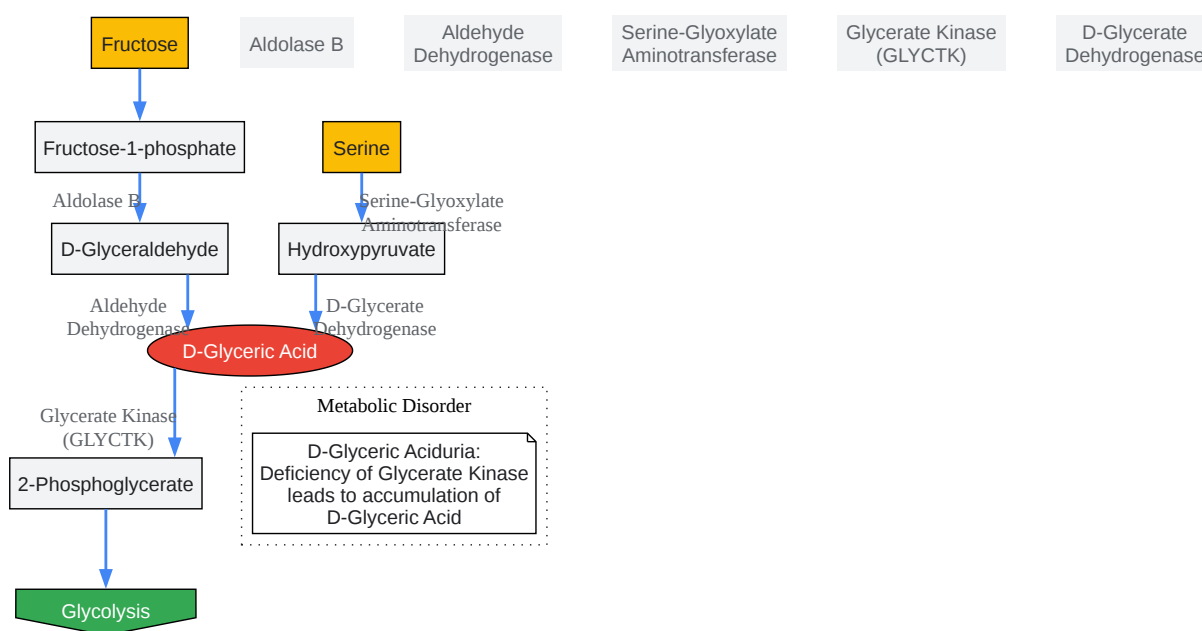 Fructose
Aldolase B
Aldehyde
Dehydrogenase
Serine-Glyoxylate
Aminotransferase
Glycerate Kinase
(GLYCTK)
D-Glycerate
Dehydrogenase
Fructose-1-phosphate
Serine
Aldolase B
Serine-Glyoxylate
Aminotransferase
D-Glyceraldehyde
Hydroxypyruvate
Aldehyde
Dehydrogenase
D-Glycerate
Dehydrogenase
D-Glyceric Acid
Glycerate Kinase
(GLYCTK)
Metabolic Disorder
D-Glyceric Aciduria:
Deficiency of Glycerate Kinase
leads to accumulation of
D-Glyceric Acid
2-Phosphoglycerate
Glycolysis